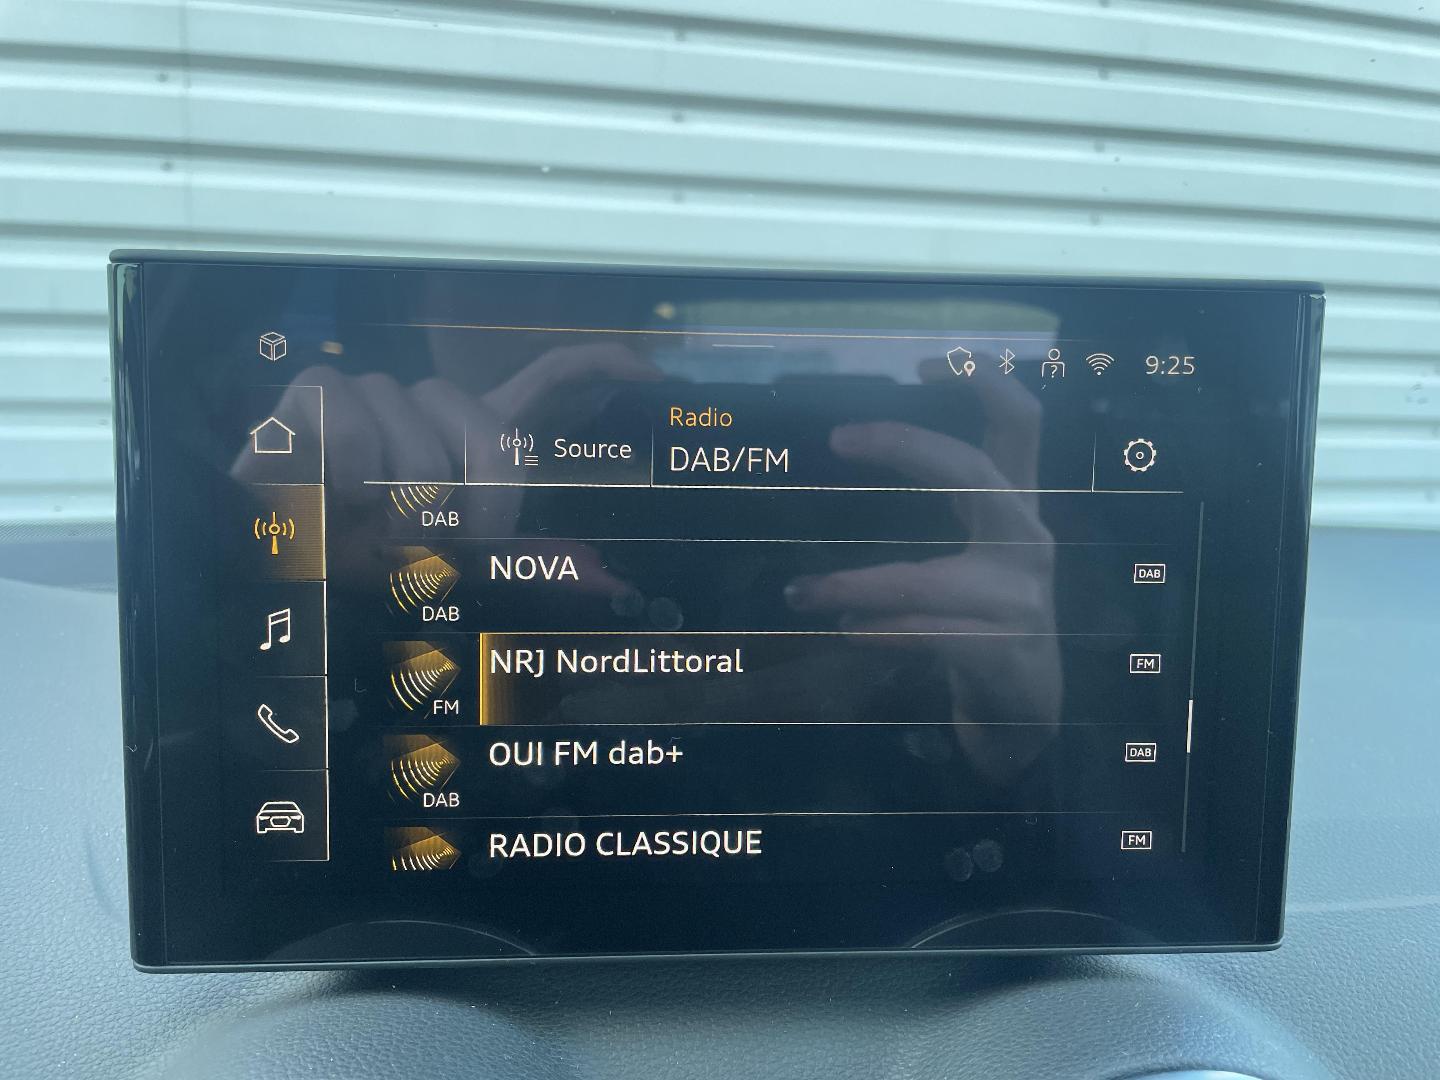 9:25
Radio
Source
DAB/FM
DAB
NOVA
DAB
DAB
NRJ NordLittoral
FM
FM
OUI FM dab+
DAB
DAB
RADIO CLASSIQUE
FM